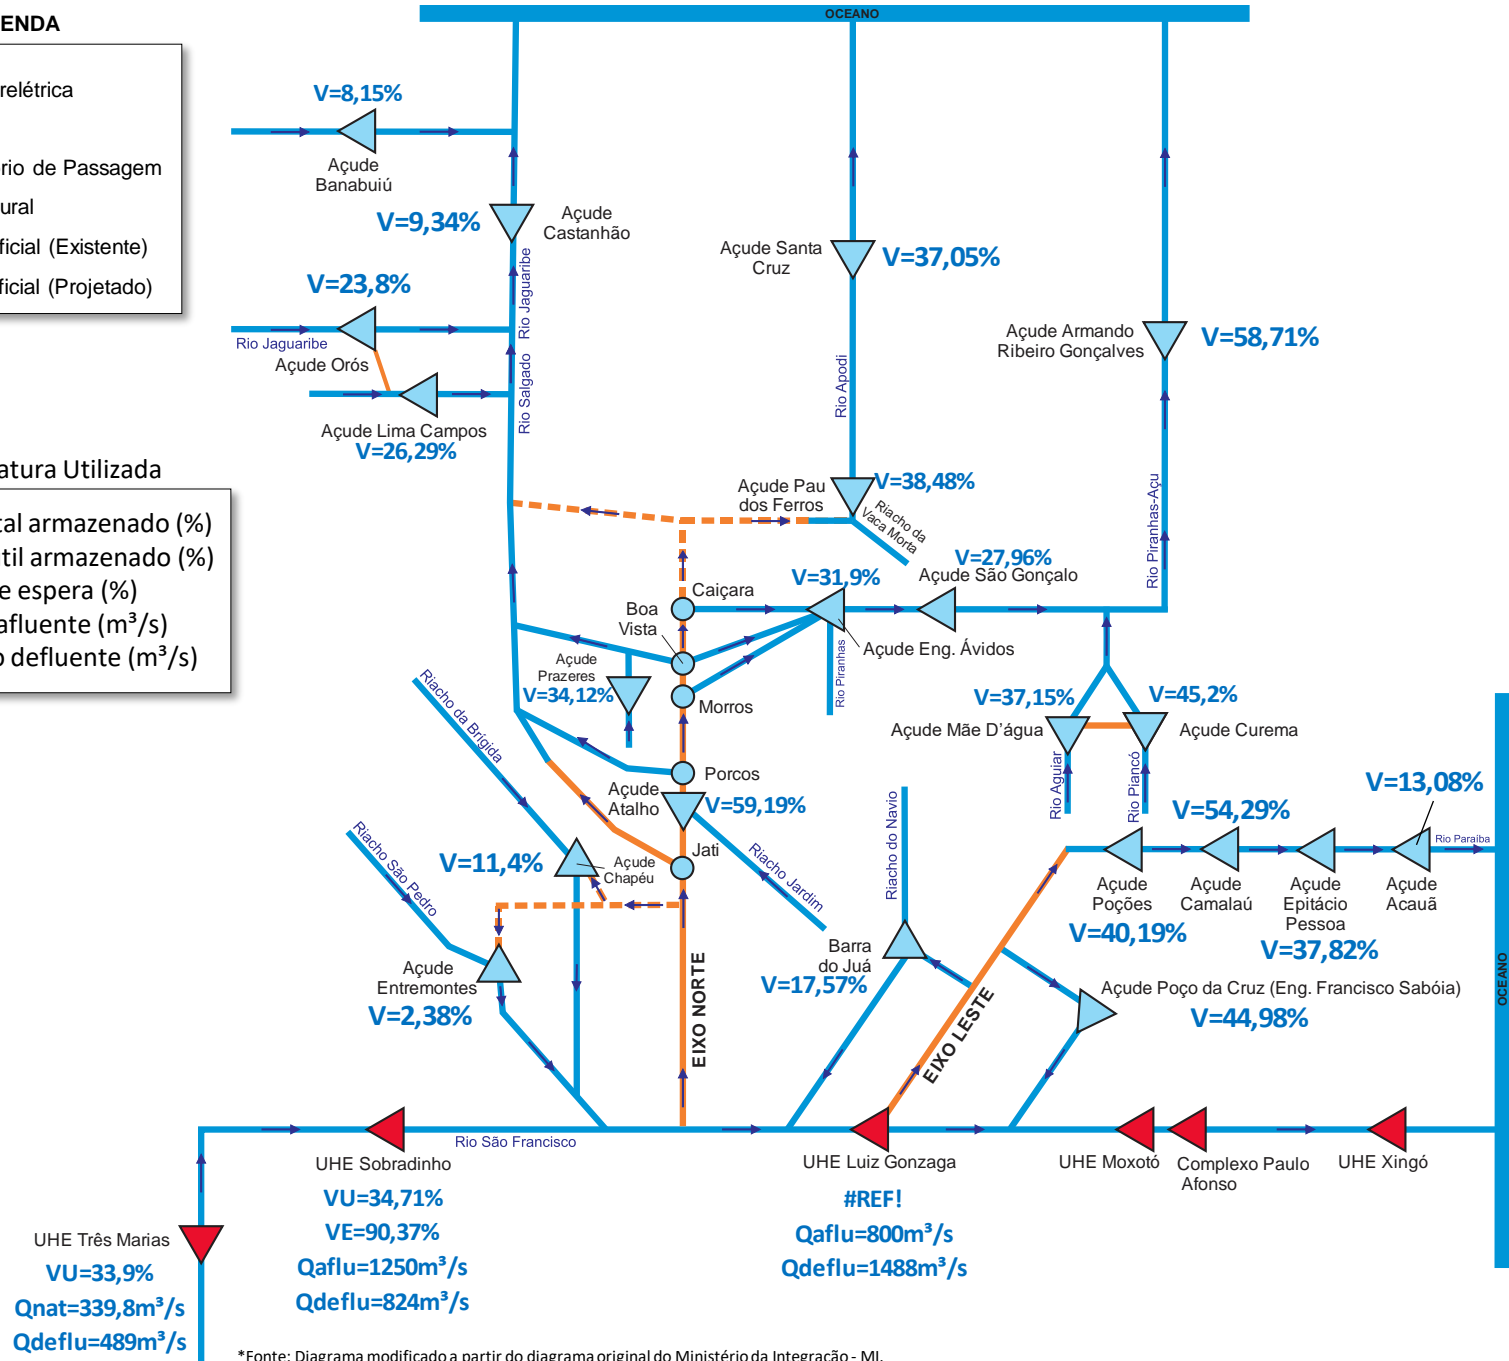 OCEANO
ENDA
relétrica
rio de Passagem
ural
ficial (Existente)
ficial (Projetado)
V=8,15%
Açude
Banabuiú
V=9,34%
Açude
Castanhão
V=23,8%
Rio Jaguaribe
Açude Orós
Rio Jaguaribe
Rio Salgado
Açude Lima Campos
V=26,29%
Açude Santa
Cruz
V=37,05%
Rio Apodi
Açude Armando
Ribeiro Gonçalves
V=58,71%
Rio Piranhas-Açu
atura Utilizada
tal armazenado (%)
til armazenado (%)
e espera (%)
afluente (m³/s)
o defluente (m³/s)
Açude Pau
dos Ferros
V=38,48%
Riacho da
Vaca Morta
V=27,96%
Açude São Gonçalo
V=31,9%
Caiçara
Boa
Vista
Açude Eng. Ávidos
Rio Piranhas
Açude
Prazeres
V=34,12%
Morros
Riacho da Brígida
Porcos
Açude
Atalho
V=59,19%
Jati
Riacho Jardim
V=37,15%
Açude Mãe D'água
V=45,2%
Açude Curema
Rio Aguiar
Rio Piancó
V=13,08%
V=54,29%
Rio Paraiba
Açude
Poções
V=40,19%
Açude
Camalaú
Açude
Epitácio
Pessoa
V=37,82%
Açude
Acauã
Riacho São Pedro
V=11,4%
Açude
Chapéu
Riacho do Navio
Barra
do Juá
V=17,57%
Açude
Entremontes
V=2,38%
EIXO NORTE
EIXO LESTE
Açude Poço da Cruz (Eng. Francisco Sabóia)
V=44,98%
OCEANO
Rio São Francisco
UHE Sobradinho
VU=34,71%
VE=90,37%
Qaflu=1250m³/s
Qdeflu=824m³/s
UHE Luiz Gonzaga
#REF!
Qaflu=800m³/s
Qdeflu=1488m³/s
UHE Moxotó
Complexo Paulo
Afonso
UHE Xingó
UHE Três Marias
VU=33,9%
Qnat=339,8m³/s
Qdeflu=489m³/s
*Fonte: Diagrama modificado a partir do diagrama original do Ministério da Integração - MI.